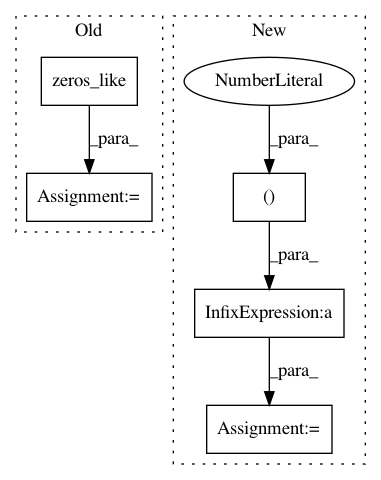 Old
zeros_like
_para_
Assignment:=
New
NumberLiteral
_para_
()
_para_
InfixExpression:a
_para_
Assignment:=